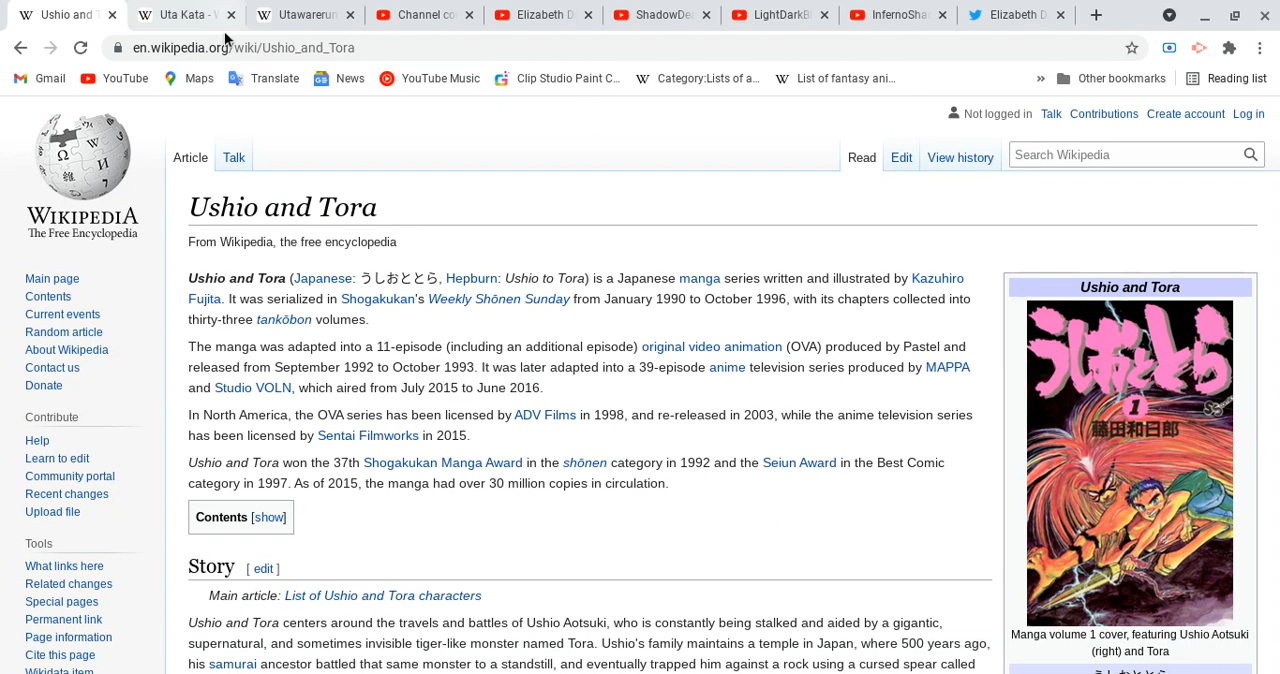 Ushio and T
Uta Kata - W
Utawarerun
Channel co
Elizabeth D
ShadowDea
LightDarkBl
InfernoSha
Elizabeth D
en.wikipedia.org/wiki/Ushio_and_Tora
Gmail
YouTube
Maps
Translate
News
YouTube Music
Clip Studio Paint C...
Category:Lists of a...
List of fantasy ani...
»
Other bookmarks
Reading list
Not logged in Talk Contributions Create account Log in
WIKIPEDIA
The Free Encyclopedia
Article
Talk
Read
Edit
View history
Search Wikipedia
Main page
Contents
Current events
Random article
About Wikipedia
Contact us
Donate
Contribute
Help
Learn to edit
Community portal
Recent changes
Upload file
Tools
What links here
Related changes
Special pages
Permanent link
Page information
Cite this page
Wikidata item
Ushio and Tora
From Wikipedia, the free encyclopedia
Ushio and Tora (Japanese: うしおととら, Hepburn: Ushio to Tora) is a Japanese manga series written and illustrated by Kazuhiro
Fujita. It was serialized in Shogakukan's Weekly Shōnen Sunday from January 1990 to October 1996, with its chapters collected into
thirty-three tankōbon volumes.
The manga was adapted into a 11-episode (including an additional episode) original video animation (OVA) produced by Pastel and
released from September 1992 to October 1993. It was later adapted into a 39-episode anime television series produced by MAPPA
and Studio VOLN, which aired from July 2015 to June 2016.
In North America, the OVA series has been licensed by ADV Films in 1998, and re-released in 2003, while the anime television series
has been licensed by Sentai Filmworks in 2015.
Ushio and Tora won the 37th Shogakukan Manga Award in the shōnen category in 1992 and the Seiun Award in the Best Comic
category in 1997. As of 2015, the manga had over 30 million copies in circulation.
Contents [show]
Story [ edit ]
Main article: List of Ushio and Tora characters
Ushio and Tora centers around the travels and battles of Ushio Aotsuki, who is constantly being stalked and aided by a gigantic,
supernatural, and sometimes invisible tiger-like monster named Tora. Ushio's family maintains a temple in Japan, where 500 years ago,
his samurai ancestor battled that same monster to a standstill, and eventually trapped him against a rock using a cursed spear called
Ushio and Tora
うしおととら
1
藤田和日郎
Manga volume 1 cover, featuring Ushio Aotsuki
(right) and Tora
うしおととら